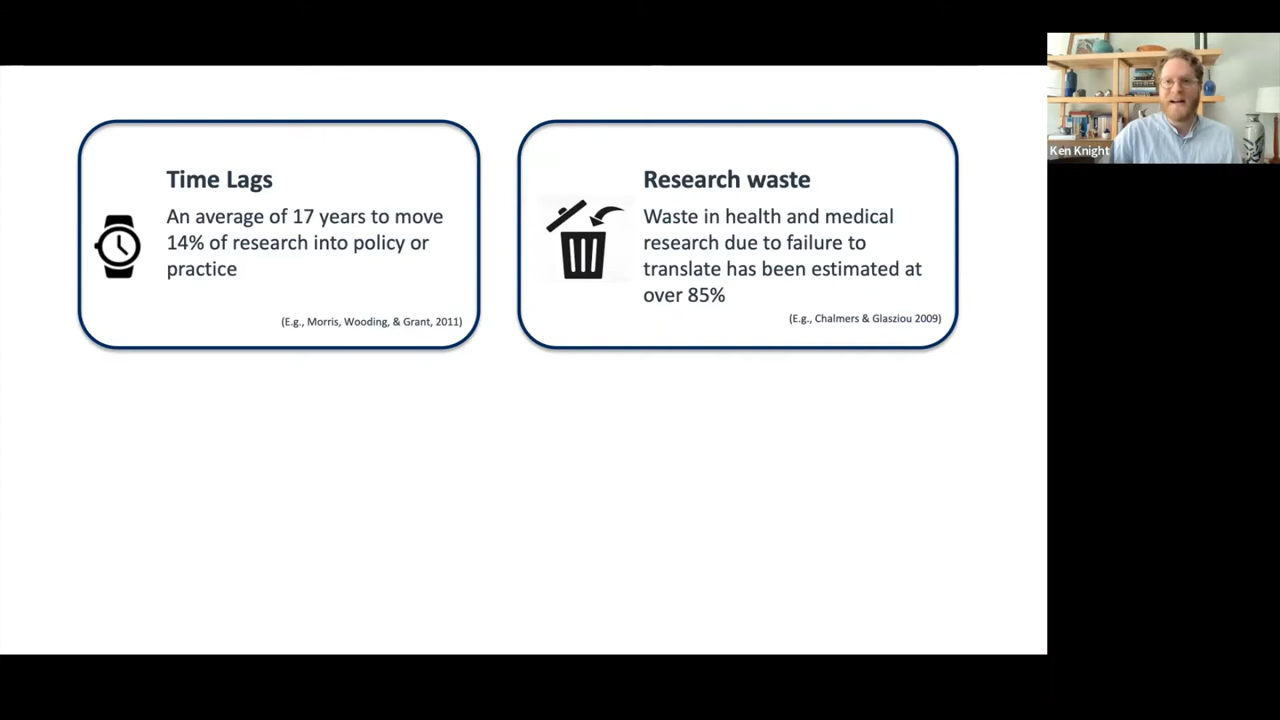 Time Lags
An average of 17 years to move
14% of research into policy or
practice
(E.g., Morris, Wooding, & Grant, 2011)
Research waste
Waste in health and medical
research due to failure to
translate has been estimated at
over 85%
(E.g., Chalmers & Glasziou 2009)
Ken Knight